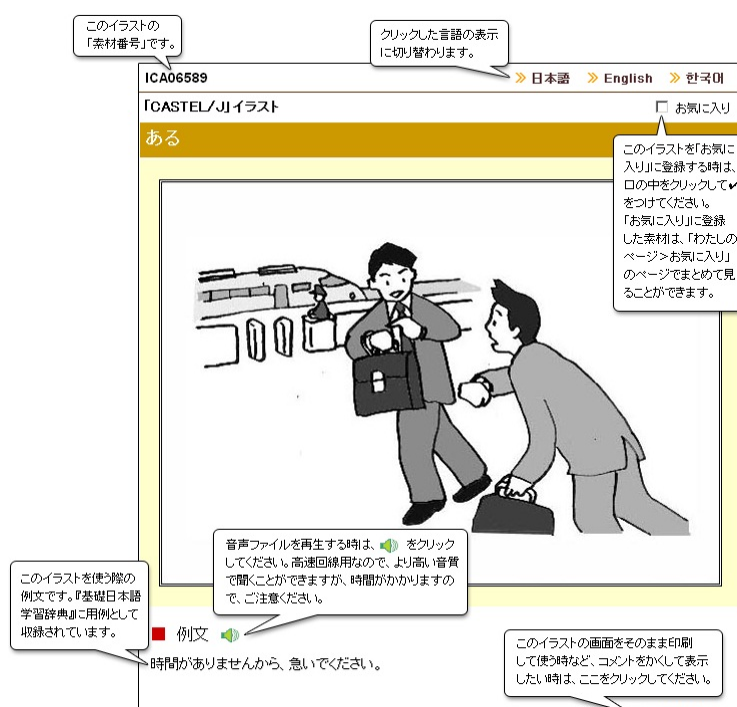 このイラストの
「素材番号」です。
クリックした言語の表示
に切り替わります。
ICA06589
≫ 日本語 ≫ English ≫ 한국어
「CASTEL/J」イラスト
お気に入り
ある
このイラストを「お気に
入り」に登録する時は、
口の中をクリックして✔
をつけてください。
「お気に入り」に登録
した素材は、「わたしの
ページ>お気に入り」
のページでまとめて見
ることができます。
音声ファイルを再生する時は、 をクリック
してください。高速回線用なので、より高い音質
で聞くことができますが、時間がかかりますの
で、ご注意ください。
このイラストを使う際の
例文です。『基礎日本語
学習辞典』に用例として
収録されています。
■ 例文
時間がありませんから、急いでください。
このイラストの画面をそのまま印刷
して使う時など、コメントをかくして表示
したい時は、ここをクリックしてください。